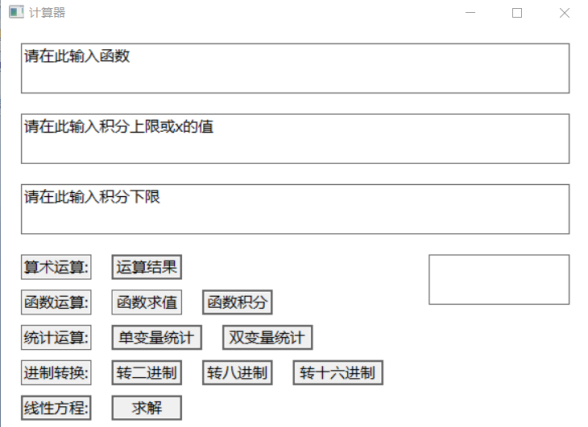 计算器
请在此输入函数
请在此输入积分上限或x的值
请在此输入积分下限
算术运算: 运算结果
函数运算: 函数求值 函数积分
统计运算: 单变量统计 双变量统计
进制转换: 转二进制 转八进制 转十六进制
线性方程: 求解